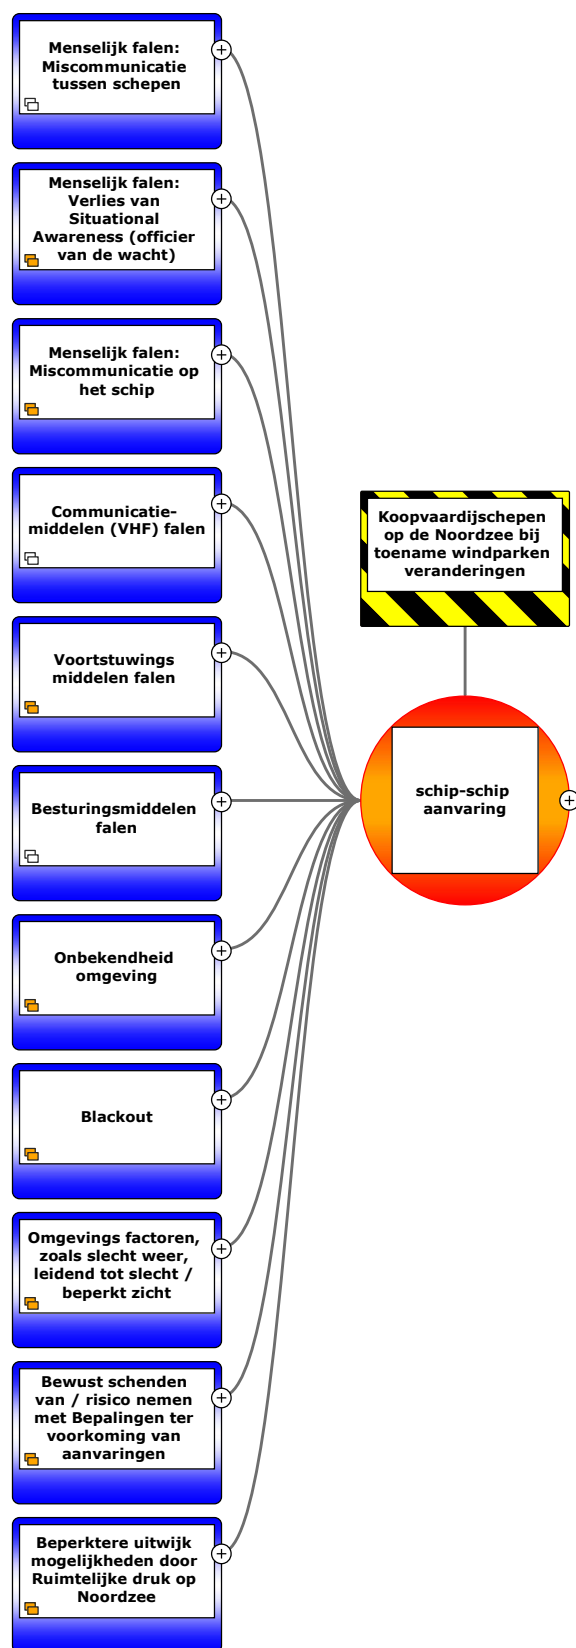 Menselijk falen:
Miscommunicatie
tussen schepen
Menselijk falen:
Verlies van
Situational
Awareness (officier
van de wacht)
Menselijk falen:
Miscommunicatie op
het schip
Communicatie-
middelen (VHF) falen
Voortstuwings
middelen falen
Besturingsmiddelen
falen
Onbekendheid
omgeving
Blackout
Omgevings factoren,
zoals slecht weer,
leidend tot slecht /
beperkt zicht
Bewust schenden
van / risico nemen
met Bepalingen ter
voorkoming van
aanvaringen
Beperktere uitwijk
mogelijkheden door
Ruimtelijke druk op
Noordzee
Koopvaardijschepen
op de Noordzee bij
toename windparken
veranderingen
schip-schip
aanvaring